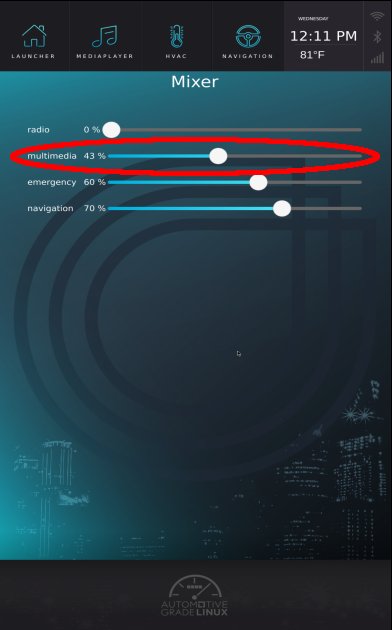 LAUNCHER
MEDIAPLAYER
HVAC
NAVIGATION
WEDNESDAY
12:11 PM
81°F
Mixer
radio 0 %
multimedia 43 %
emergency 60 %
navigation 70 %
AUTOMOTIVE
GRADE LINUX